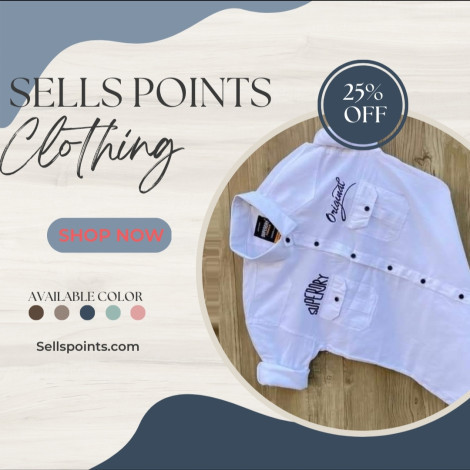 SELLS POINTS
Clothing
25%
OFF
SHOP NOW
AVAILABLE COLOR
Sellspoints.com
Original
SUPERDRY